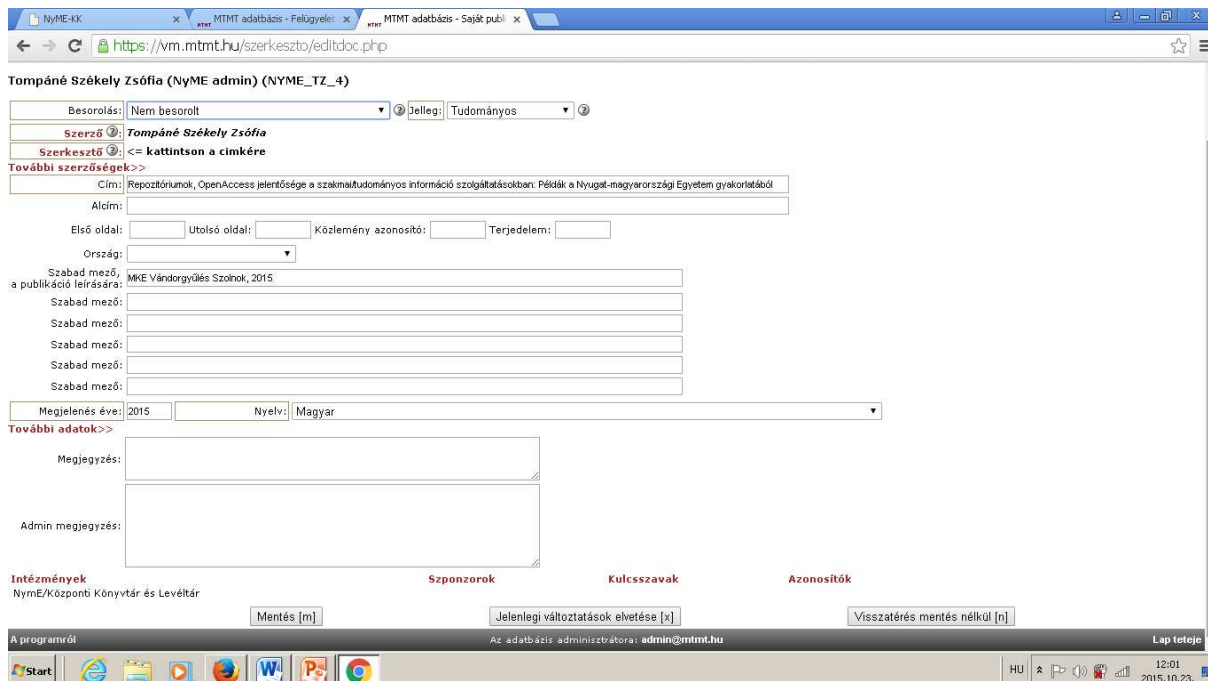 NyME-KK × MTMT MTMT adatbázis - Felügyelet × MTMT MTMT adatbázis - Saját publ ×
https://vm.mtmt.hu/szerkeszto/editdoc.php
Tompáné Székely Zsófia (NyME admin) (NYME_TZ_4)
Besorolás: Nem besorolt Jelleg: Tudományos
Szerző: Tompáné Székely Zsófia
Szerkesztő: <= kattintson a cimkére
További szerzőségek>>
Cím: Repozitóriumok, OpenAccess jelentősége a szakmai/tudományos információ szolgáltatásokban: Példák a Nyugat-magyarországi Egyetem gyakorlatából
Alcím:
Első oldal: Utolsó oldal: Közlemény azonosító: Terjedelem:
Ország:
Szabad mező,
a publikáció leírására: MKE Vándorgyűlés Szolnok, 2015
Szabad mező:
Szabad mező:
Szabad mező:
Szabad mező:
Szabad mező:
Megjelenés éve: 2015 Nyelv: Magyar
További adatok>>
Megjegyzés:
Admin megjegyzés:
Intézmények Szponzorok Kulcsszavak Azonosítók
NymE/Központi Könyvtár és Levéltár
Mentés [m] Jelenlegi változtatások elvetése [x] Visszatérés mentés nélkül [n]
A programról Az adatbázis adminisztrátora: admin@mtmt.hu Lap teteje
Start HU 12:01
2015.10.23.